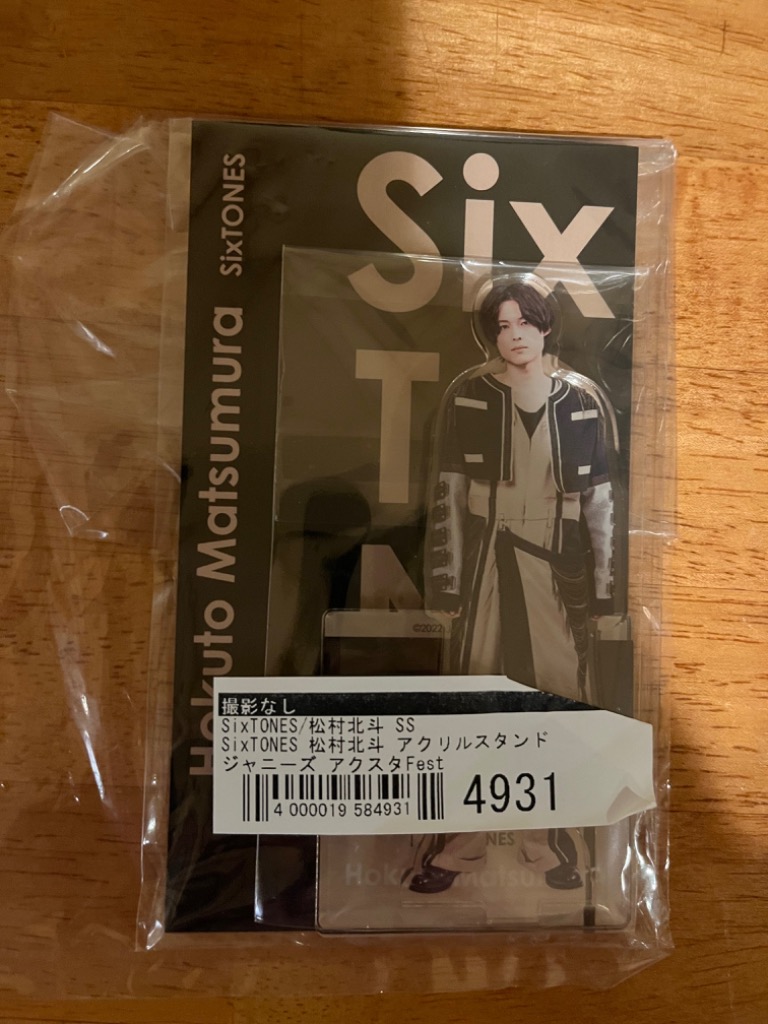 Six
T
N
Hokuto Matsumura SixTONES
©2022
撮影なし
SixTONES/松村北斗 SS
SixTONES 松村北斗 アクリルスタンド
ジャニーズ アクスタFest
4 000019 584931
4931